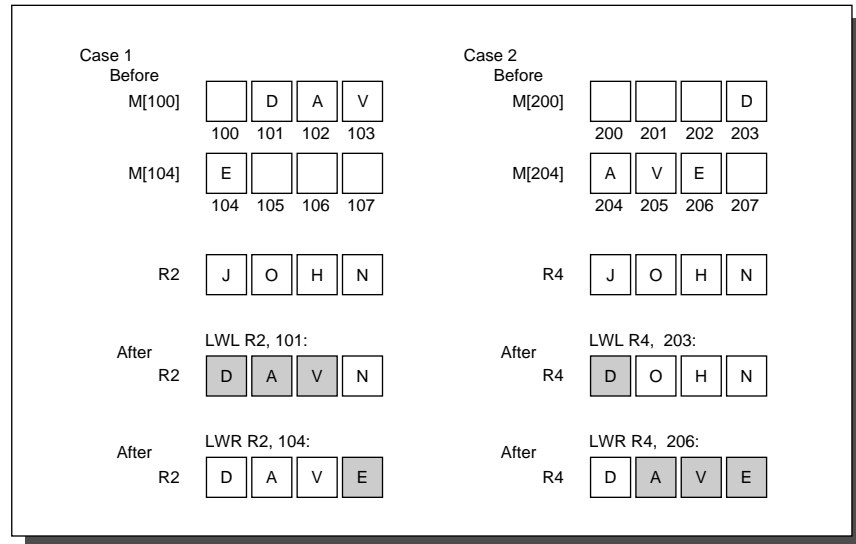 Case 1
Before
M[100] D A V
100 101 102 103
M[104] E
104 105 106 107
R2 J O H N
After
LWL R2, 101:
R2 D A V N
After
LWR R2, 104:
R2 D A V E
Case 2
Before
M[200] D
200 201 202 203
M[204] A V E
204 205 206 207
R4 J O H N
After
LWL R4, 203:
R4 D O H N
After
LWR R4, 206:
R4 D A V E